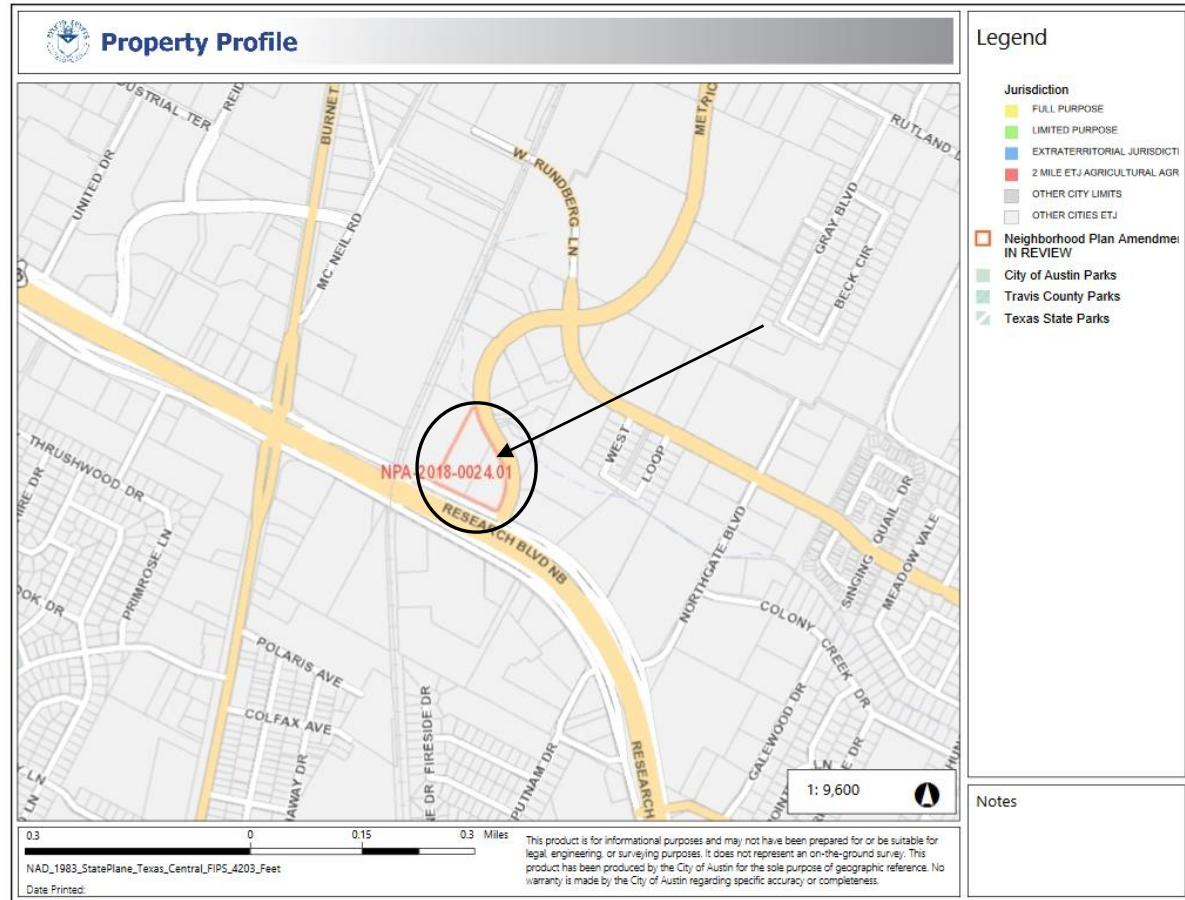 Property Profile
Legend
Jurisdiction
FULL PURPOSE
LIMITED PURPOSE
EXTRATERRITORIAL JURISDICTI
2 MILE ETJ AGRICULTURAL AGR
OTHER CITY LIMITS
OTHER CITIES ETJ
Neighborhood Plan Amendme
IN REVIEW
City of Austin Parks
Travis County Parks
Texas State Parks
DUSTRIAL TER
REID
BURNET
METRIC
RUTLAND D
UNITED DR
MC NEIL RD
W RUNDBERG LN
GRAY BLVD
BECK CIR
THRUSHWOOD DR
NPA-2018-0024.01
WEST
LOOP
RESEARCH BLVD NB
NORTHGATE BLVD
SINGING QUAIL DR
MEADOW VALE
PRIMROSE LN
COLONY CREEK DR
POLARIS AVE
COLFAX AVE
GALEWOOD DR
RESEARCH
PUTNAM DR
NE DR FIRESIDE DR
1: 9,600
Notes
0.3 0 0.15 0.3 Miles
NAD_1983_StatePlane_Texas_Central_FIPS_4203_Feet
Date Printed:
This product is for informational purposes and may not have been prepared for or be suitable for
legal, engineering, or surveying purposes. It does not represent an on-the-ground survey. This
product has been produced by the City of Austin for the sole purpose of geographic reference. No
warranty is made by the City of Austin regarding specific accuracy or completeness.